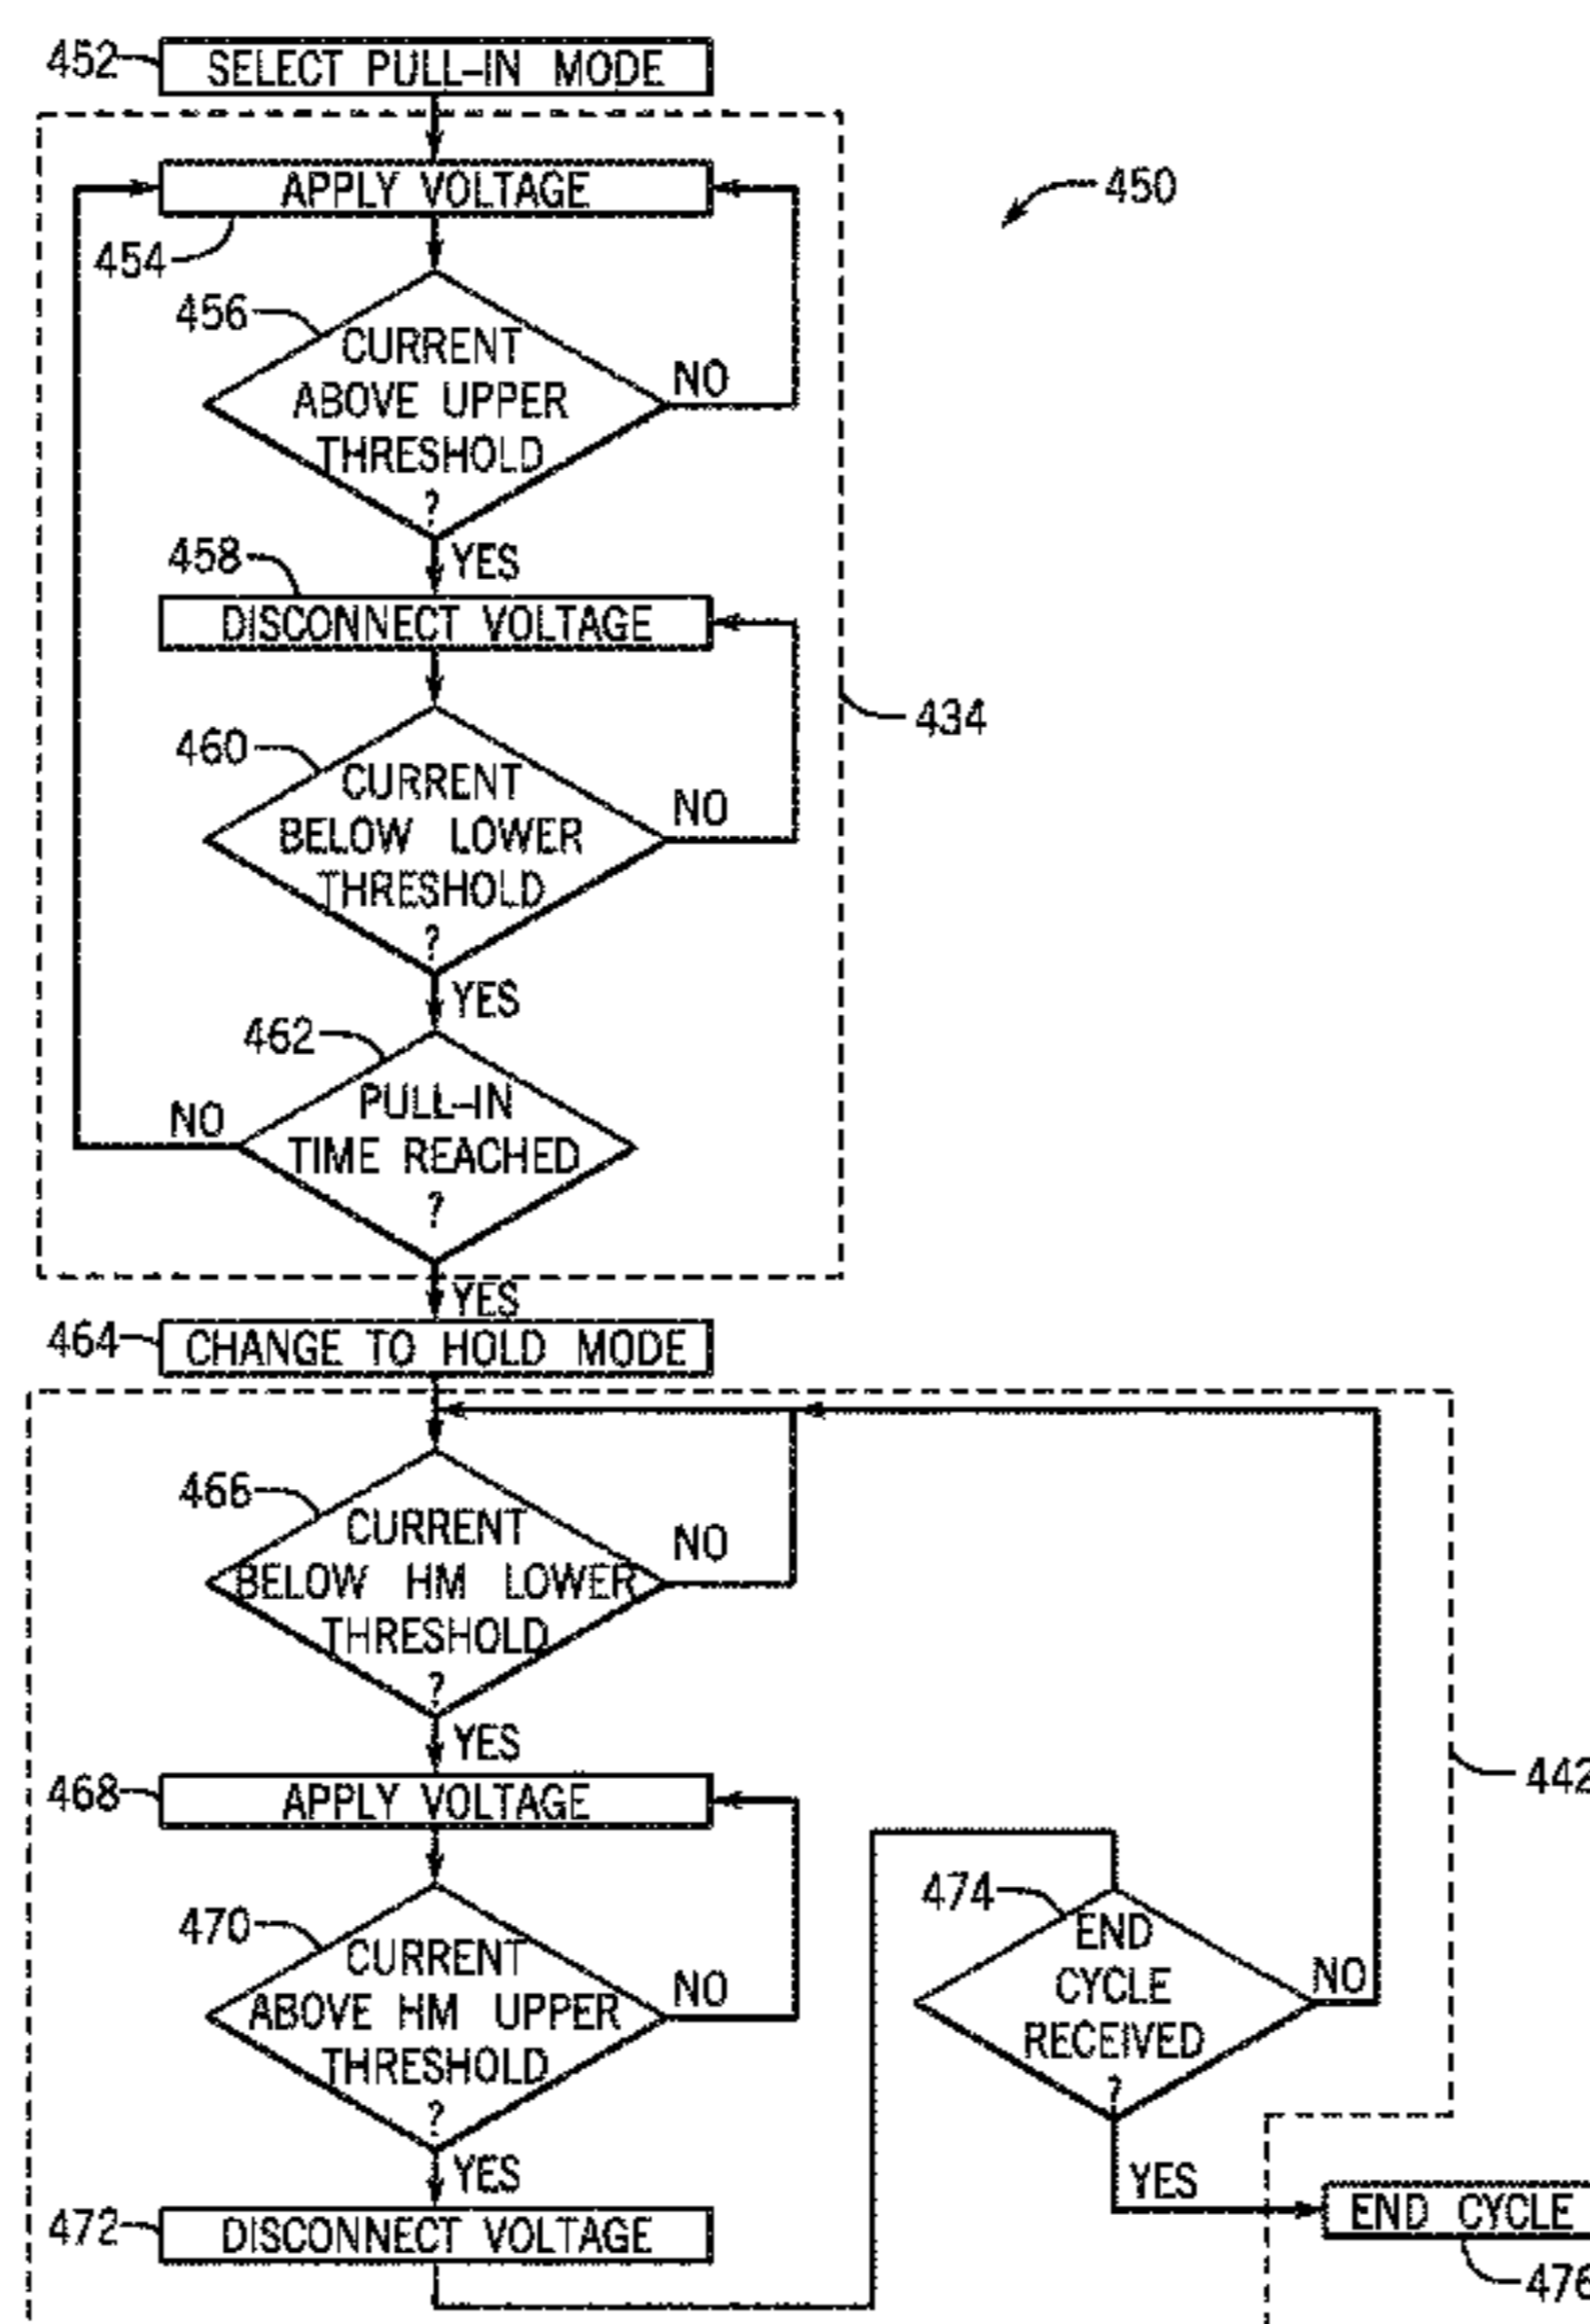 452
SELECT PULL-IN MODE
APPLY VOLTAGE
450
454
456
CURRENT
ABOVE UPPER
THRESHOLD
?
NO
YES
458
DISCONNECT VOLTAGE
434
460
CURRENT
BELOW LOWER
THRESHOLD
?
NO
YES
462
PULL-IN
TIME REACHED
?
NO
YES
464
CHANGE TO HOLD MODE
466
CURRENT
BELOW HM LOWER
THRESHOLD
?
NO
YES
442
468
APPLY VOLTAGE
470
CURRENT
ABOVE HM UPPER
THRESHOLD
?
NO
YES
472
DISCONNECT VOLTAGE
474
END
CYCLE
RECEIVED
?
NO
YES
END CYCLE
476